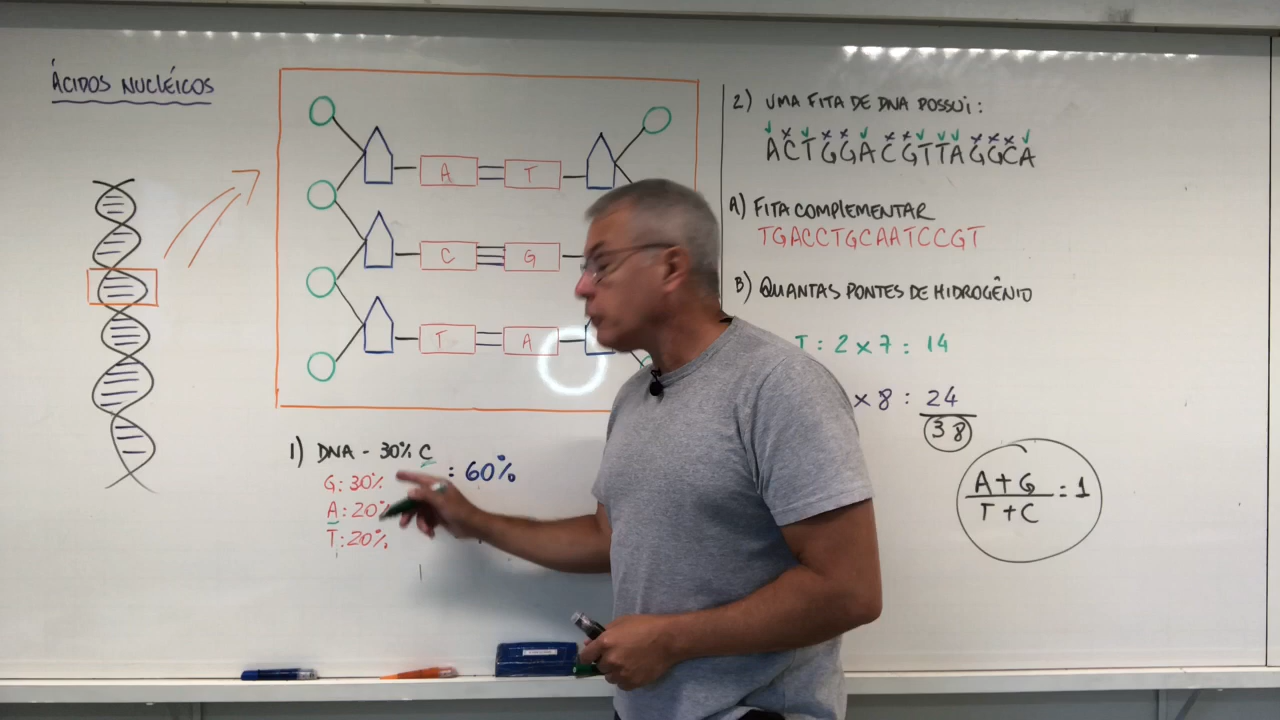 ÁCIDOS NUCLÉICOS
A T
C G
T A
1) DNA - 30% C
G: 30% : 60%
A: 20%
T: 20%
2) UMA FITA DE DNA POSSUI:
ACTGGACGTTAGGCA
A) FITA COMPLEMENTAR
TGACCTGCAATCCGT
B) QUANTAS PONTES DE HIDROGÊNIO
T: 2 x 7: 14
x 8: 24
38
A+G
T+C
=1